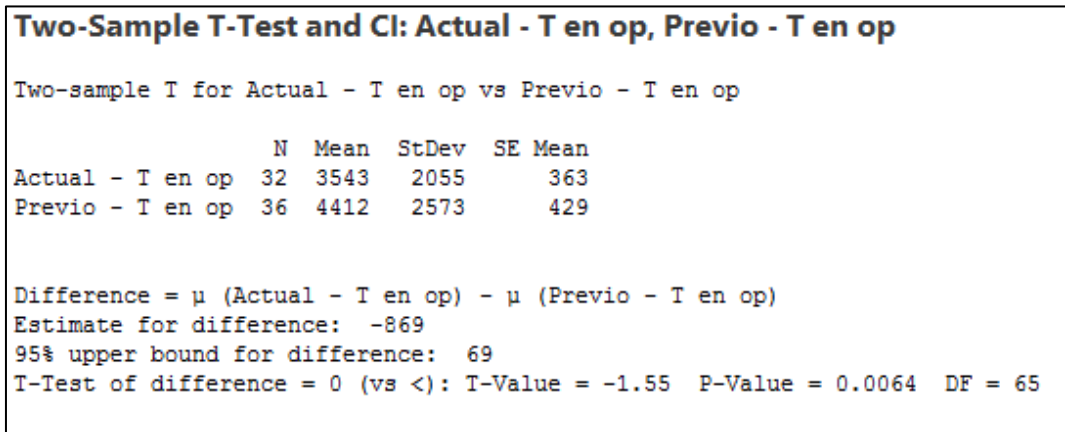 Two-Sample T-Test and CI: Actual - T en op, Previo - T en op
Two-sample T for Actual - T en op vs Previo - T en op
N Mean StDev SE Mean
Actual - T en op 32 3543 2055 363
Previo - T en op 36 4412 2573 429
Difference = μ (Actual - T en op) - μ (Previo - T en op)
Estimate for difference: -869
95% upper bound for difference: 69
T-Test of difference = 0 (vs <): T-Value = -1.55 P-Value = 0.0064 DF = 65